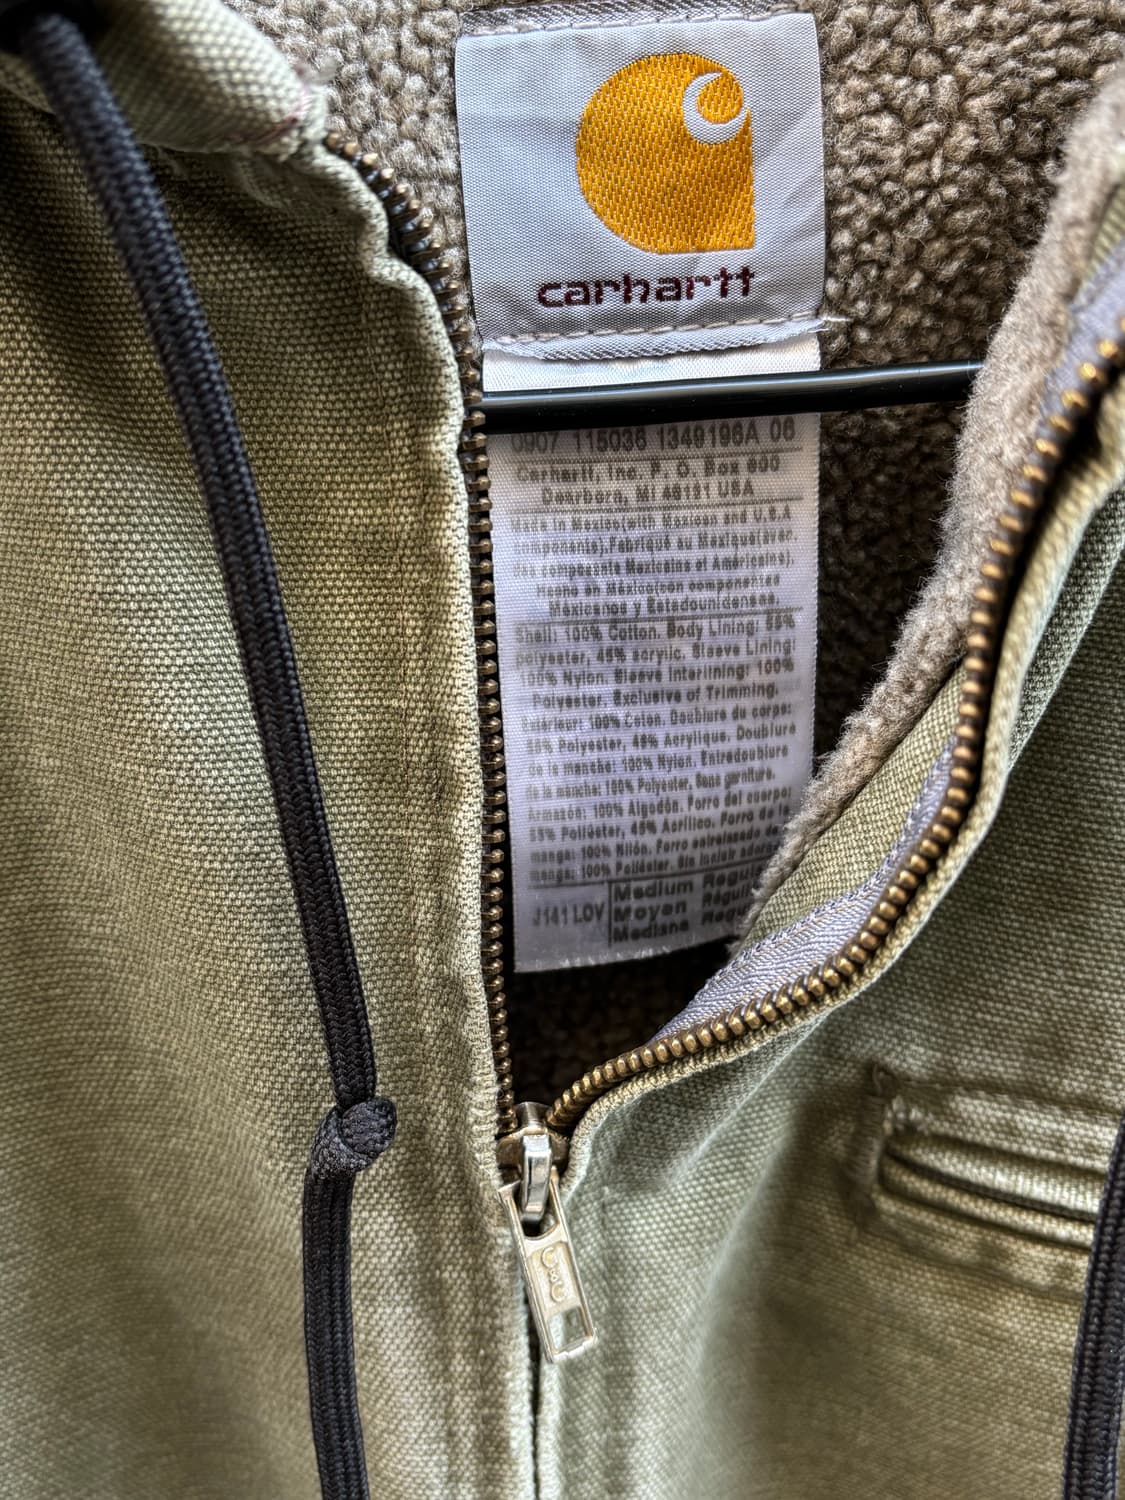 carhartt
0907 115036 1349196A 06
Carhartt, Inc. P. O. Box 600
Dearborn, MI 48121 USA
Made in Mexico(with Mexican and U.S.A
components).Fabriqué au Mexique(avec
des composants Mexicains et Américains).
Hecho en México(con componentes
Mexicanos y Estadounidenses.
Shell: 100% Cotton. Body Lining: 55%
polyester, 45% acrylic. Sleeve Lining:
100% Nylon. Sleeve Interlining: 100%
Polyester. Exclusive of Trimming.
Extérieur: 100% Coton. Doublure de corps:
55% Polyester, 45% Acrylique. Doublure
de la manche: 100% Nylon. Entredoublure
de la manche: 100% Polyester, Sans garniture.
Armazón: 100% Algodón. Forro del cuerpo:
55% Poliéster, 45% Acrílico. Forro de la
manga: 100% Nilón. Forro entrelazado de
manga: 100% Poliéster. Sin incluir
J141 LOV
Medium
Moyen
Mediano